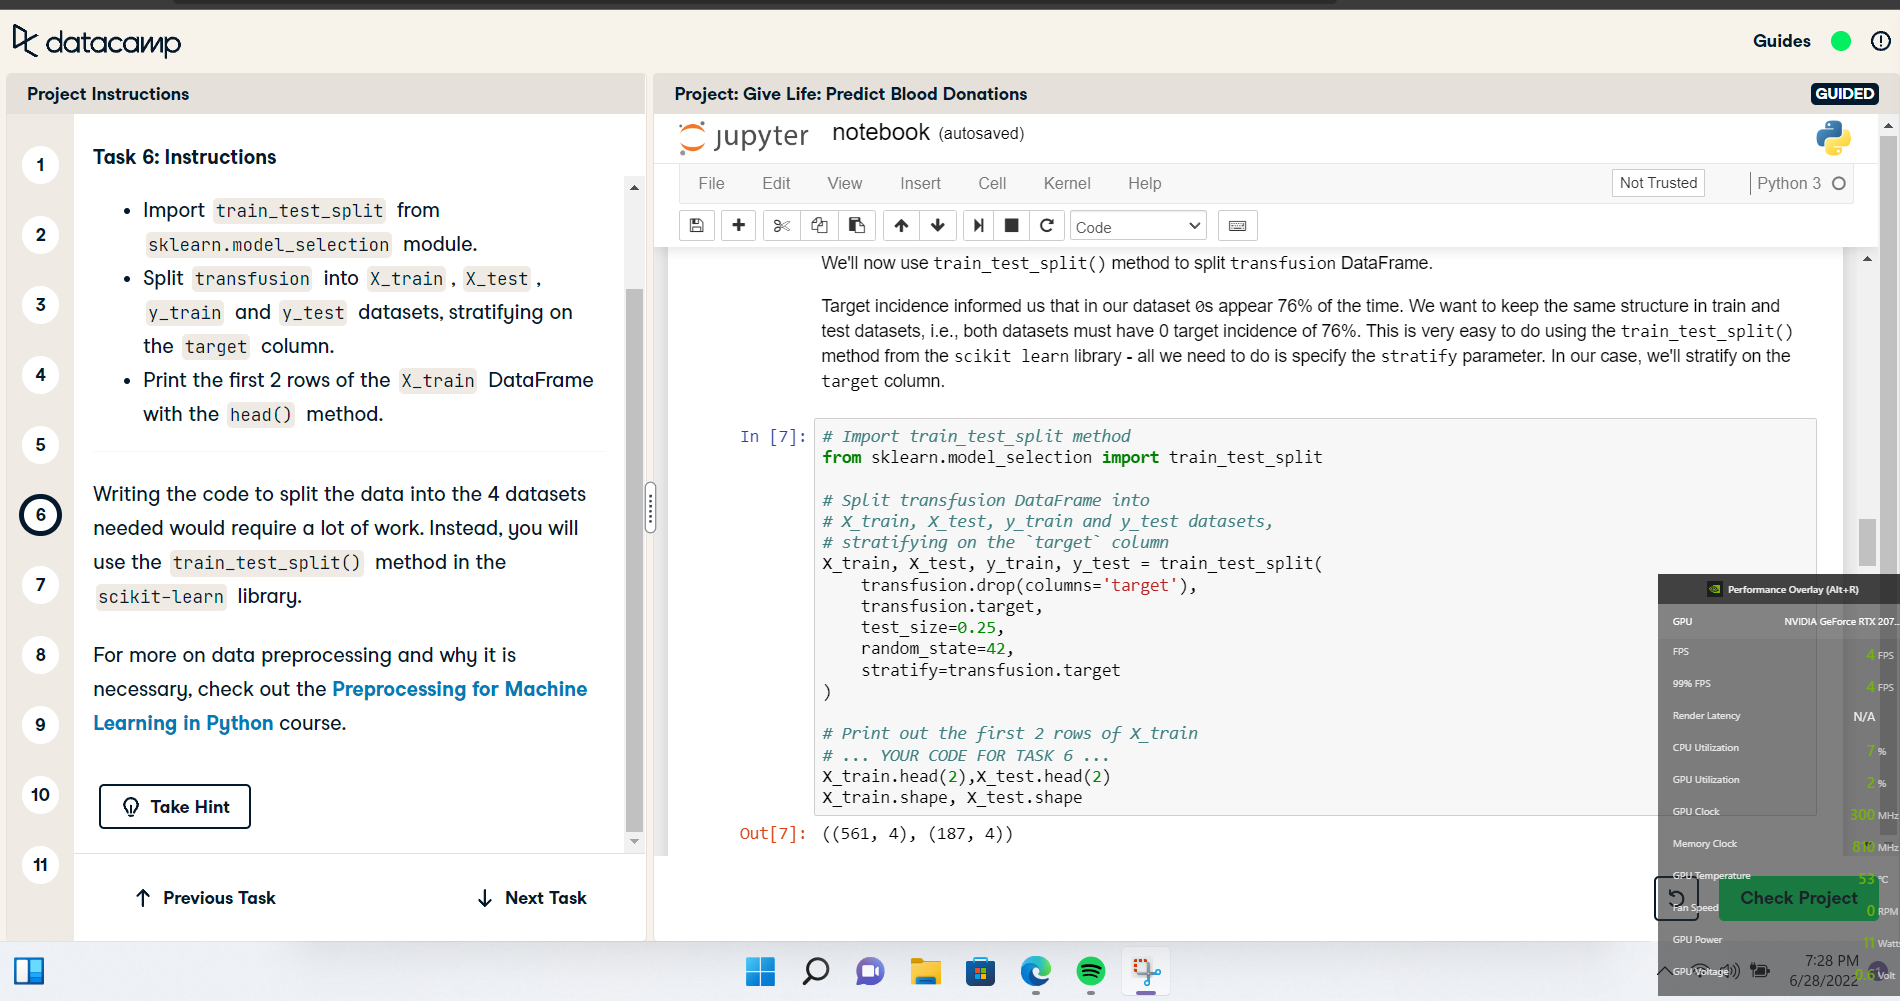 datacamp
Guides
Project Instructions
Project: Give Life: Predict Blood Donations
GUIDED
1
2
3
4
5
6
7
8
9
10
11
Task 6: Instructions
• Import train_test_split from
sklearn.model_selection module.
• Split transfusion into X_train , X_test ,
y_train and y_test datasets, stratifying on
the target column.
• Print the first 2 rows of the X_train DataFrame
with the head() method.
Writing the code to split the data into the 4 datasets
needed would require a lot of work. Instead, you will
use the train_test_split() method in the
scikit-learn library.
For more on data preprocessing and why it is
necessary, check out the Preprocessing for Machine
Learning in Python course.
Take Hint
Previous Task
Next Task
jupyter notebook (autosaved)
File Edit View Insert Cell Kernel Help
Not Trusted
Python 3
Code
We'll now use train_test_split() method to split transfusion DataFrame.
Target incidence informed us that in our dataset 0s appear 76% of the time. We want to keep the same structure in train and
test datasets, i.e., both datasets must have 0 target incidence of 76%. This is very easy to do using the train_test_split()
method from the scikit learn library - all we need to do is specify the stratify parameter. In our case, we'll stratify on the
target column.
In [7]:
# Import train_test_split method
from sklearn.model_selection import train_test_split
# Split transfusion DataFrame into
# X_train, X_test, y_train and y_test datasets,
# stratifying on the `target` column
X_train, X_test, y_train, y_test = train_test_split(
transfusion.drop(columns='target'),
transfusion.target,
test_size=0.25,
random_state=42,
stratify=transfusion.target
)
# Print out the first 2 rows of X_train
# ... YOUR CODE FOR TASK 6 ...
X_train.head(2),X_test.head(2)
X_train.shape, X_test.shape
Out[7]: ((561, 4), (187, 4))
Check Project
Performance Overlay (Alt+R)
GPU NVIDIA GeForce RTX 207...
FPS 4 FPS
99% FPS 4 FPS
Render Latency N/A
CPU Utilization 7 %
GPU Utilization 2 %
GPU Clock 300 MHz
Memory Clock 810 MHz
GPU Temperature 53 °C
Fan Speed 0 RPM
GPU Power 11 Watt
GPU Voltage 0.6 Volt
7:28 PM
6/28/2022